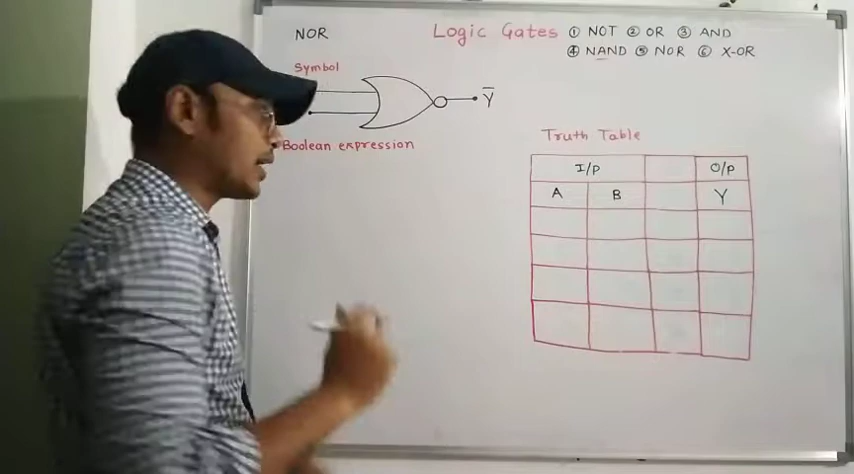 NOR
Logic Gates ① NOT ② OR ③ AND
④ NAND ⑤ NOR ⑥ X-OR
Symbol
Y̅
Boolean expression
Truth Table
I/p O/p
A B Y